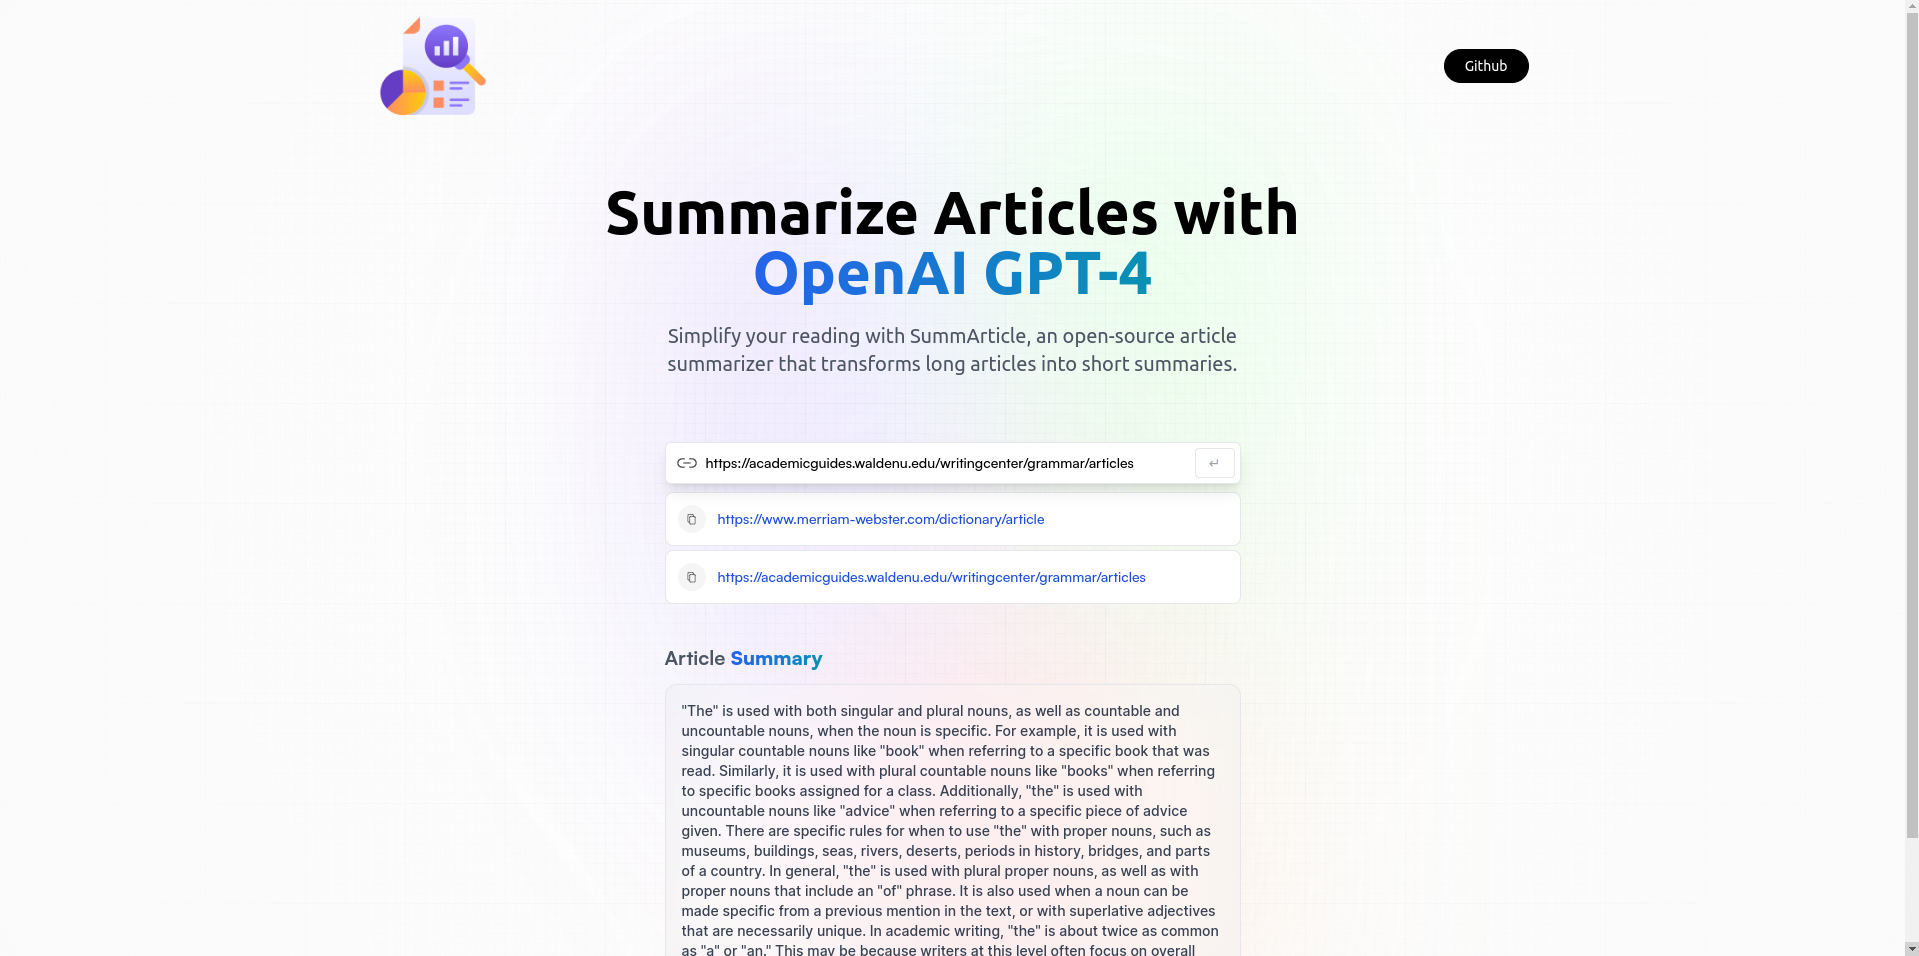 Github
Summarize Articles with
OpenAI GPT-4
Simplify your reading with SummArticle, an open-source article
summarizer that transforms long articles into short summaries.
https://academicguides.waldenu.edu/writingcenter/grammar/articles
↵
https://www.merriam-webster.com/dictionary/article
https://academicguides.waldenu.edu/writingcenter/grammar/articles
Article Summary
"The" is used with both singular and plural nouns, as well as countable and
uncountable nouns, when the noun is specific. For example, it is used with
singular countable nouns like "book" when referring to a specific book that was
read. Similarly, it is used with plural countable nouns like "books" when referring
to specific books assigned for a class. Additionally, "the" is used with
uncountable nouns like "advice" when referring to a specific piece of advice
given. There are specific rules for when to use "the" with proper nouns, such as
museums, buildings, seas, rivers, deserts, periods in history, bridges, and parts
of a country. In general, "the" is used with plural proper nouns, as well as with
proper nouns that include an "of" phrase. It is also used when a noun can be
made specific from a previous mention in the text, or with superlative adjectives
that are necessarily unique. In academic writing, "the" is about twice as common
as "a" or "an." This may be because writers at this level often focus on overall